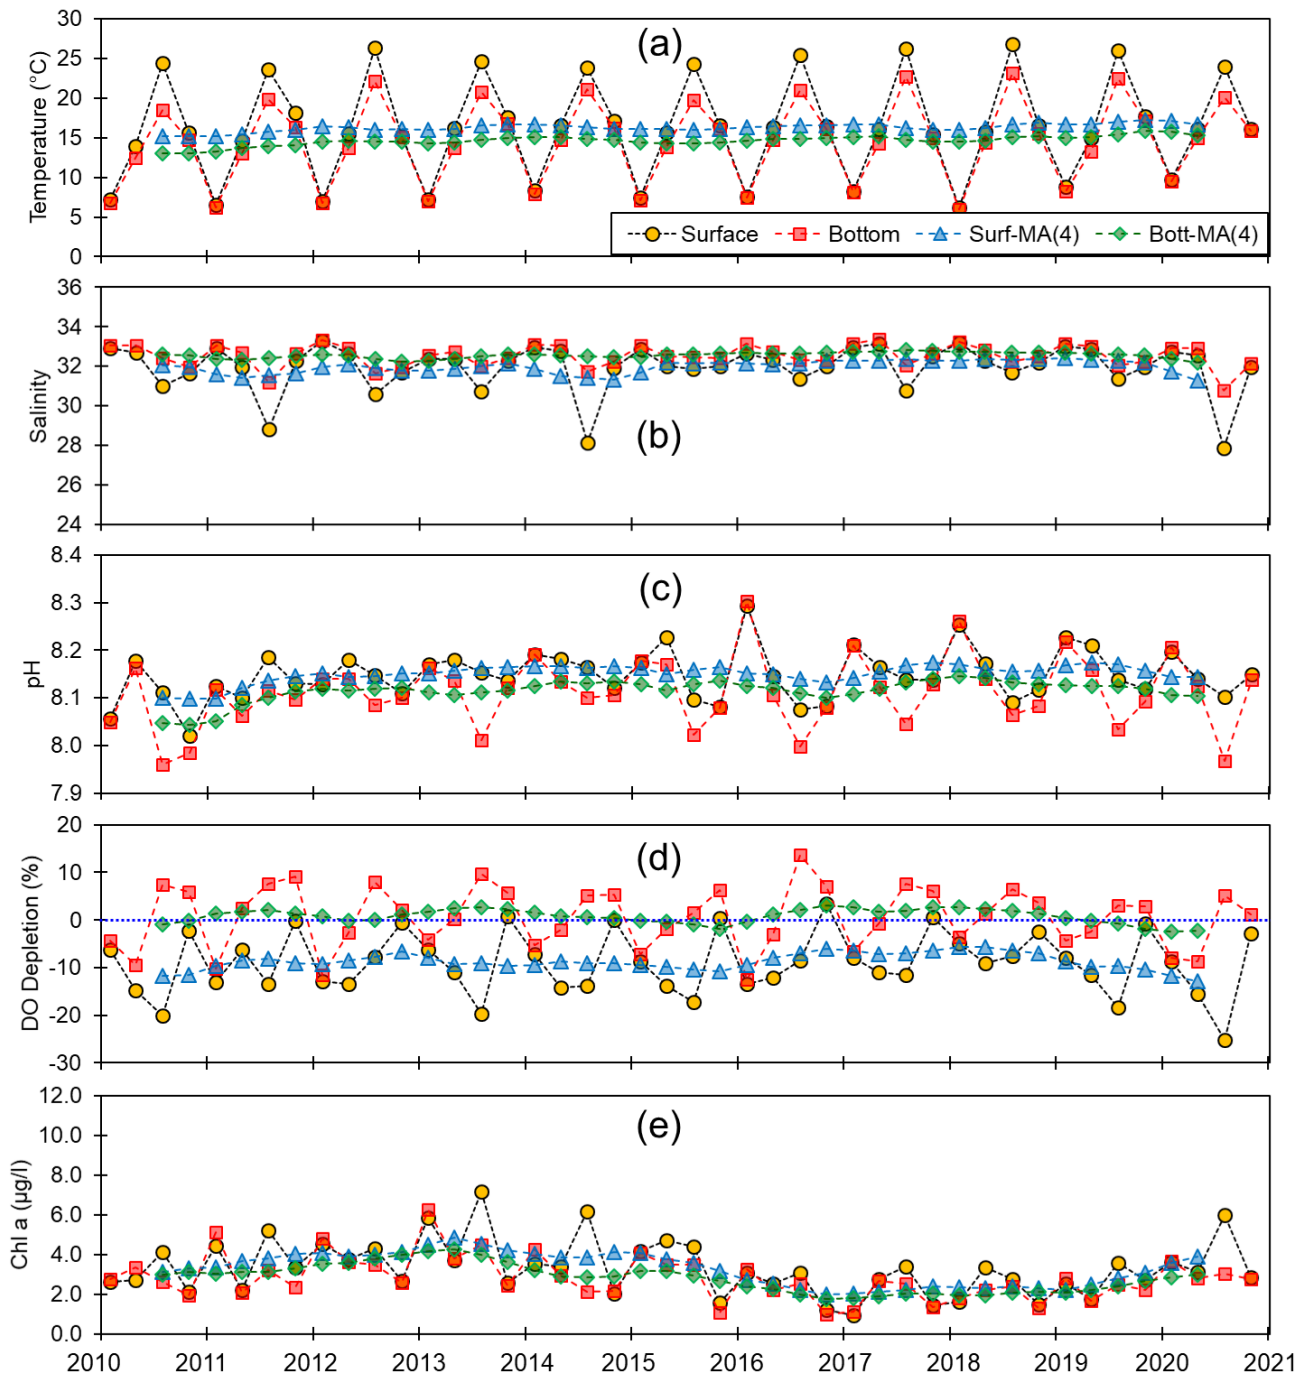 (a)
Temperature (°C)
30
25
20
15
10
5
0
Surface Bottom Surf-MA(4) Bott-MA(4)
(b)
Salinity
36
34
32
30
28
26
24
(c)
pH
8.4
8.3
8.2
8.1
8.0
7.9
(d)
DO Depletion (%)
20
10
0
-10
-20
-30
(e)
Chl a (µg/l)
12.0
10.0
8.0
6.0
4.0
2.0
0.0
2010 2011 2012 2013 2014 2015 2016 2017 2018 2019 2020 2021